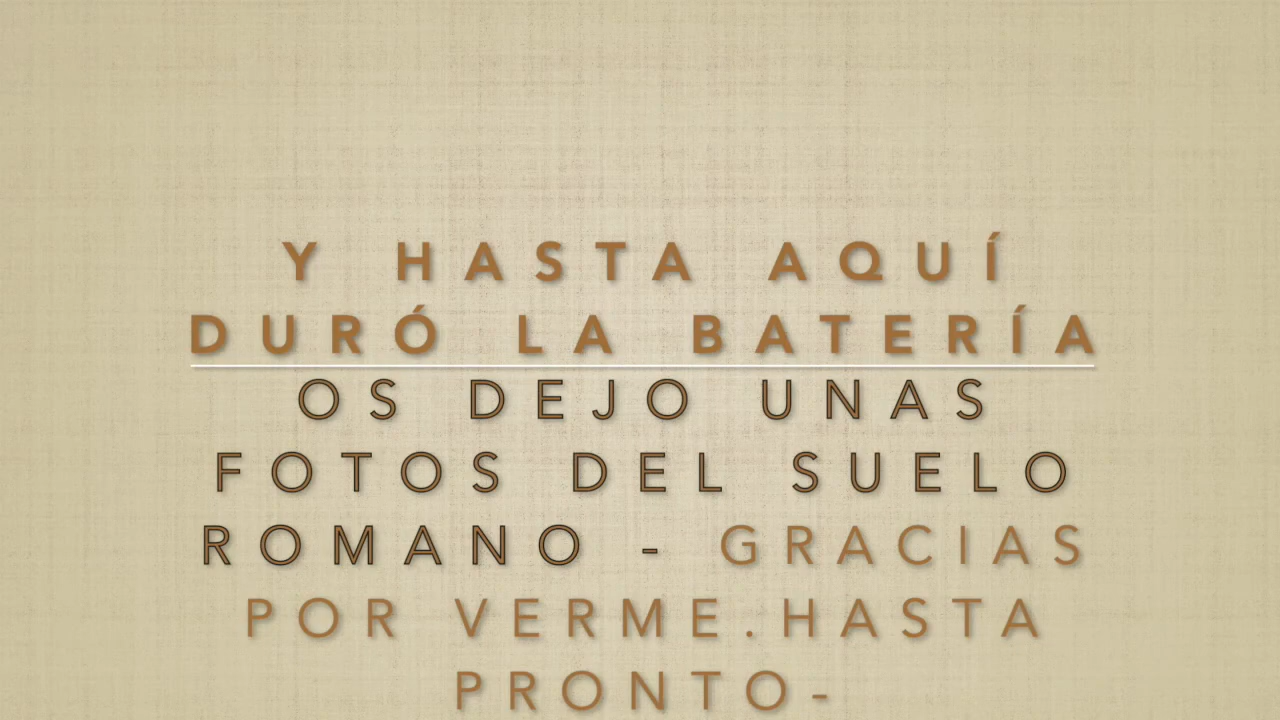 Y HASTA AQUÍ
DURÓ LA BATERÍA
OS DEJO UNAS
FOTOS DEL SUELO
ROMANO - GRACIAS
POR VERME.HASTA
PRONTO-